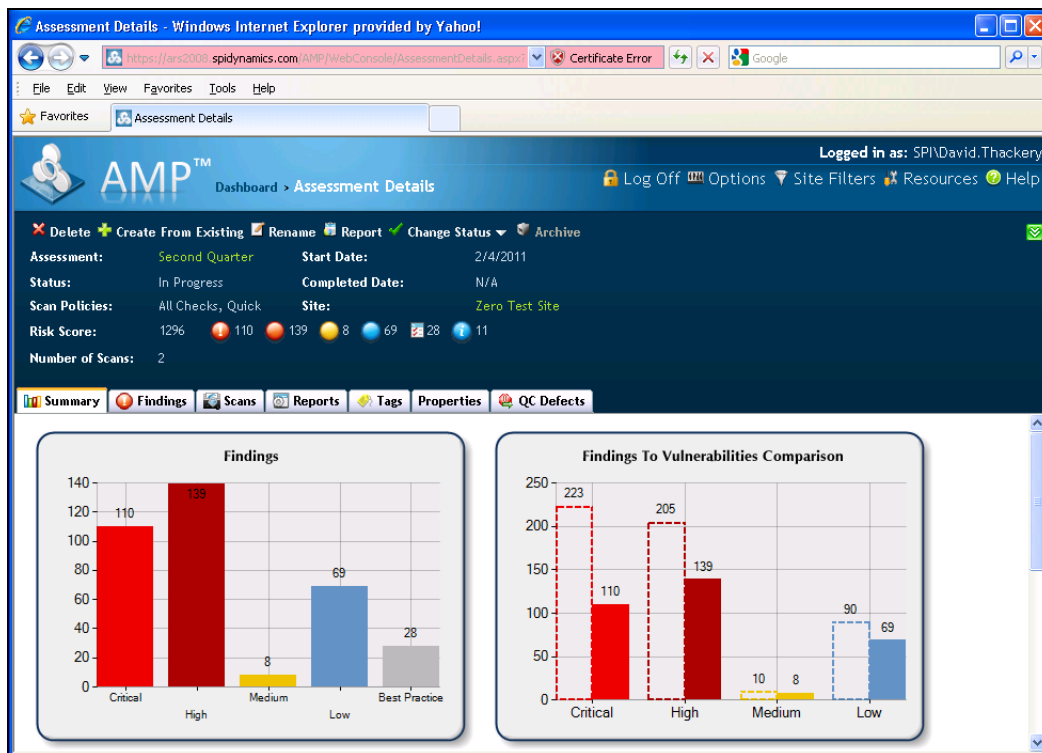 Assessment Details - Windows Internet Explorer provided by Yahoo!
https://ars2008.spidynamics.com/AMP/WebConsole/AssessmentDetails.aspx? Certificate Error Google
File Edit View Favorites Tools Help
Favorites Assessment Details
Logged in as: SPI\David.Thackery
AMP™ Dashboard › Assessment Details Log Off Options Site Filters Resources Help
Delete Create From Existing Rename Report Change Status Archive
Assessment: Second Quarter Start Date: 2/4/2011
Status: In Progress Completed Date: N/A
Scan Policies: All Checks, Quick Site: Zero Test Site
Risk Score: 1296 110 139 8 69 28 11
Number of Scans: 2
Summary Findings Scans Reports Tags Properties QC Defects
Findings
140
120
100
80
60
40
20
0
110
139
8
69
28
Critical
High
Medium
Low
Best Practice
Findings To Vulnerabilities Comparison
250
200
150
100
50
0
223
110
205
139
10
8
90
69
Critical High Medium Low